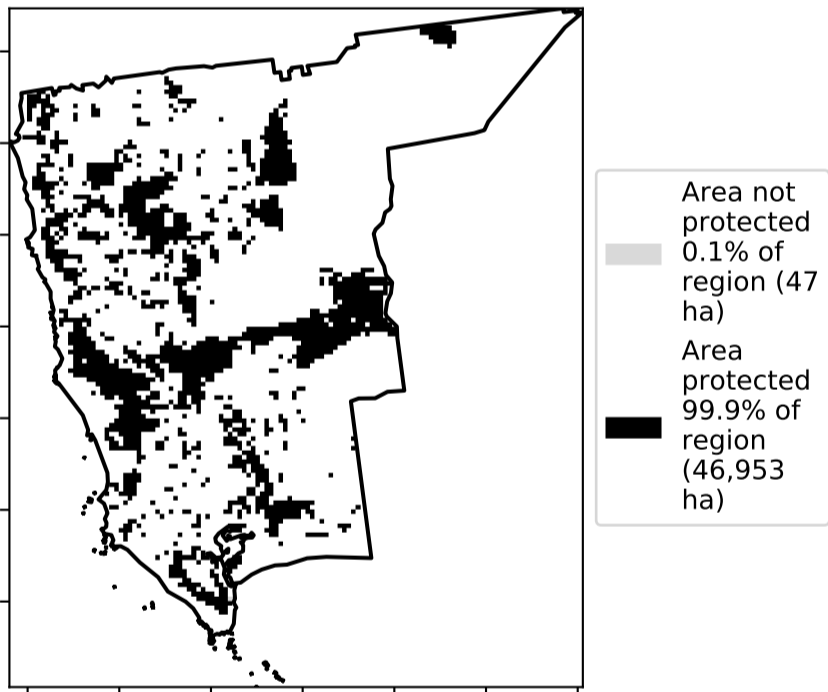 Area not
protected
0.1% of
region (47
ha)
Area
protected
99.9% of
region
(46,953
ha)